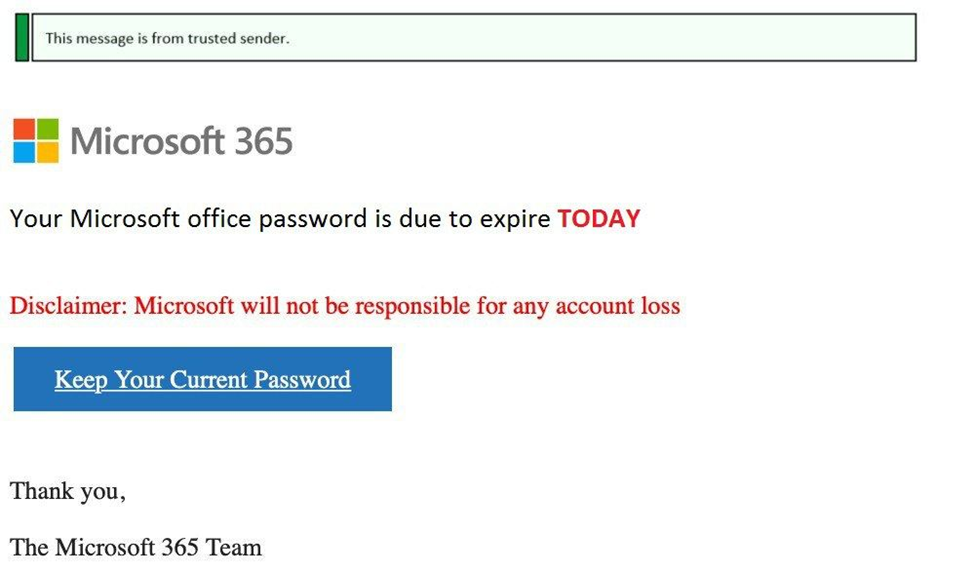 This message is from trusted sender.
Microsoft 365
Your Microsoft office password is due to expire TODAY
Disclaimer: Microsoft will not be responsible for any account loss
Keep Your Current Password
Thank you,
The Microsoft 365 Team